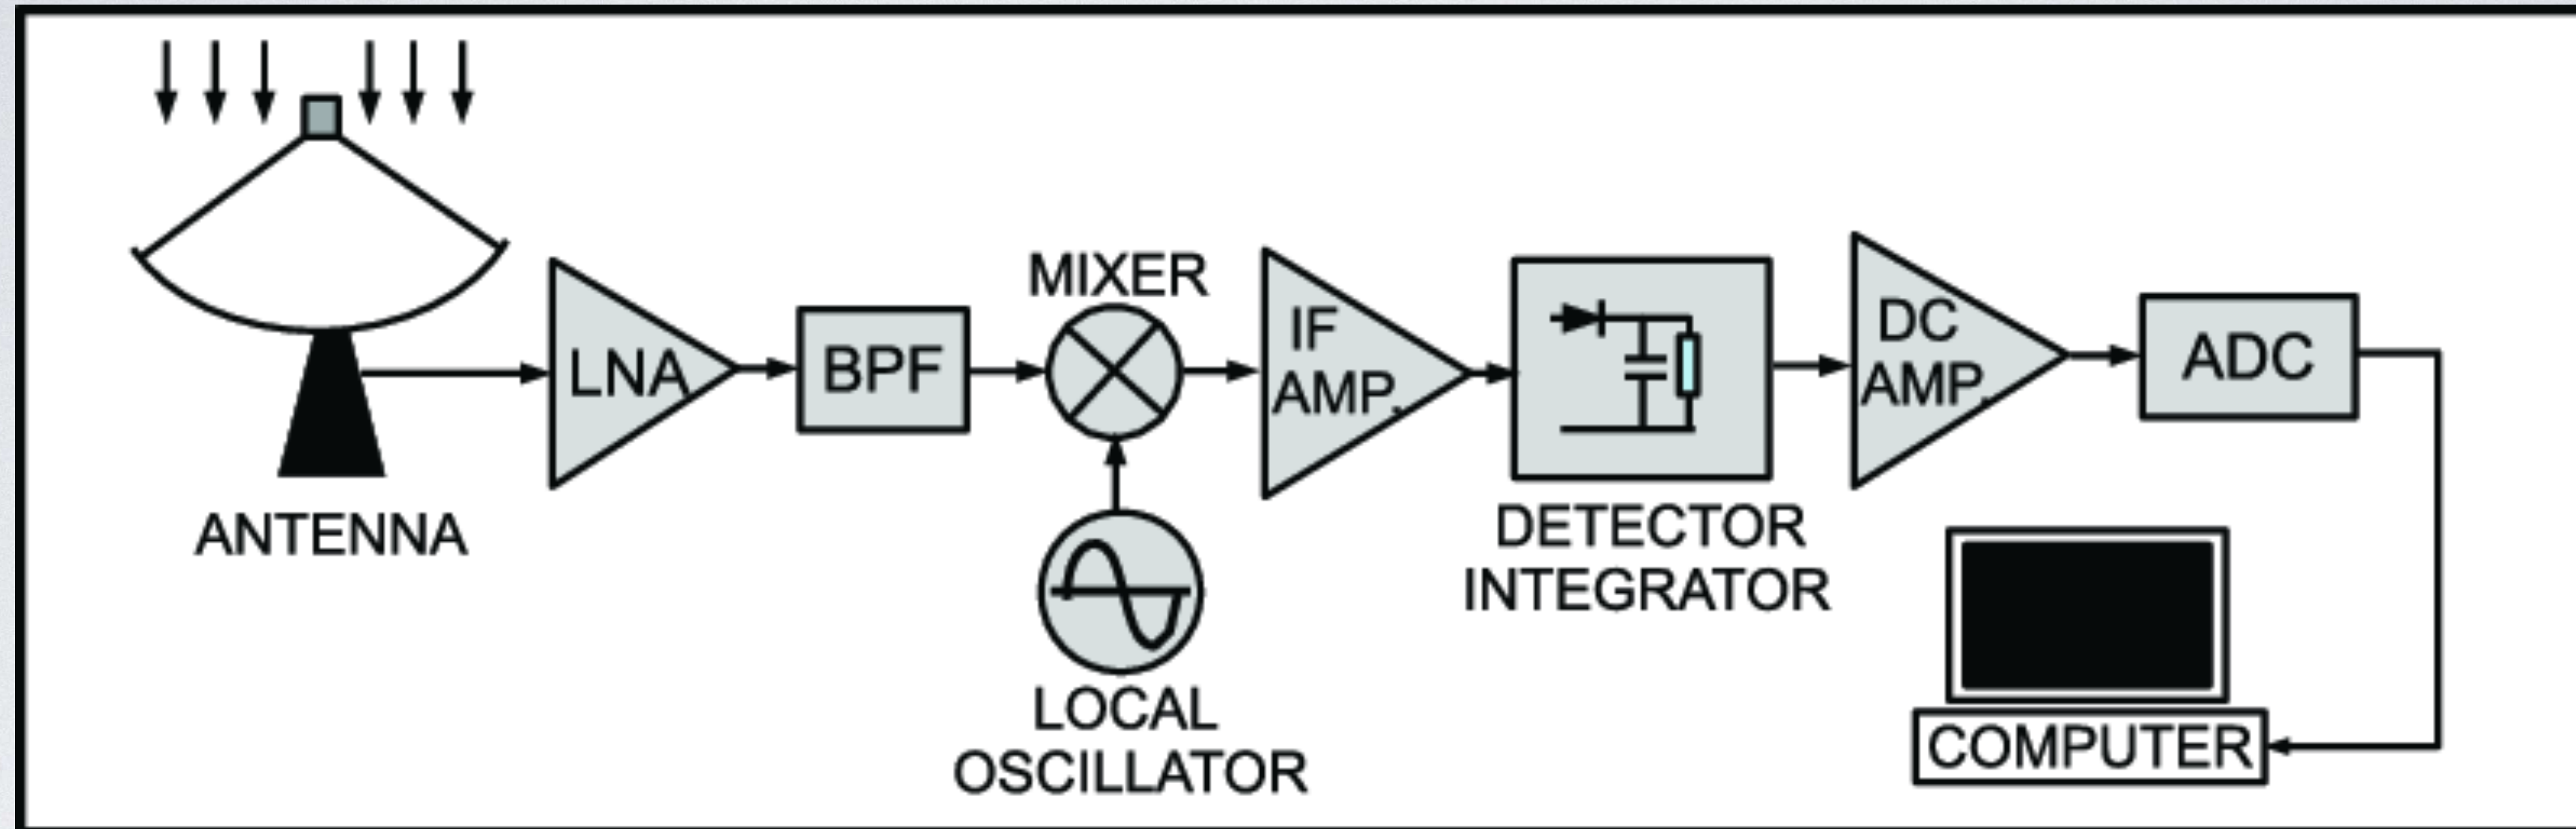 ANTENNA
LNA
BPF
MIXER
LOCAL
OSCILLATOR
IF
AMP.
DETECTOR
INTEGRATOR
DC
AMP.
ADC
COMPUTER